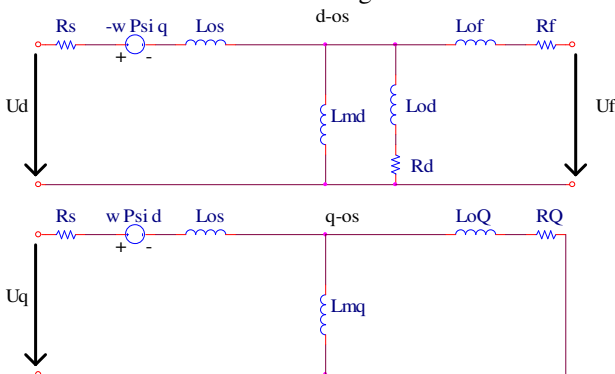 d-os
Rs -w Psi q Los Lof Rf
+ -
Ud Lmd Lod Uf
Rd
Rs w Psi d Los q-os LoQ RQ
+ -
Uq Lmq